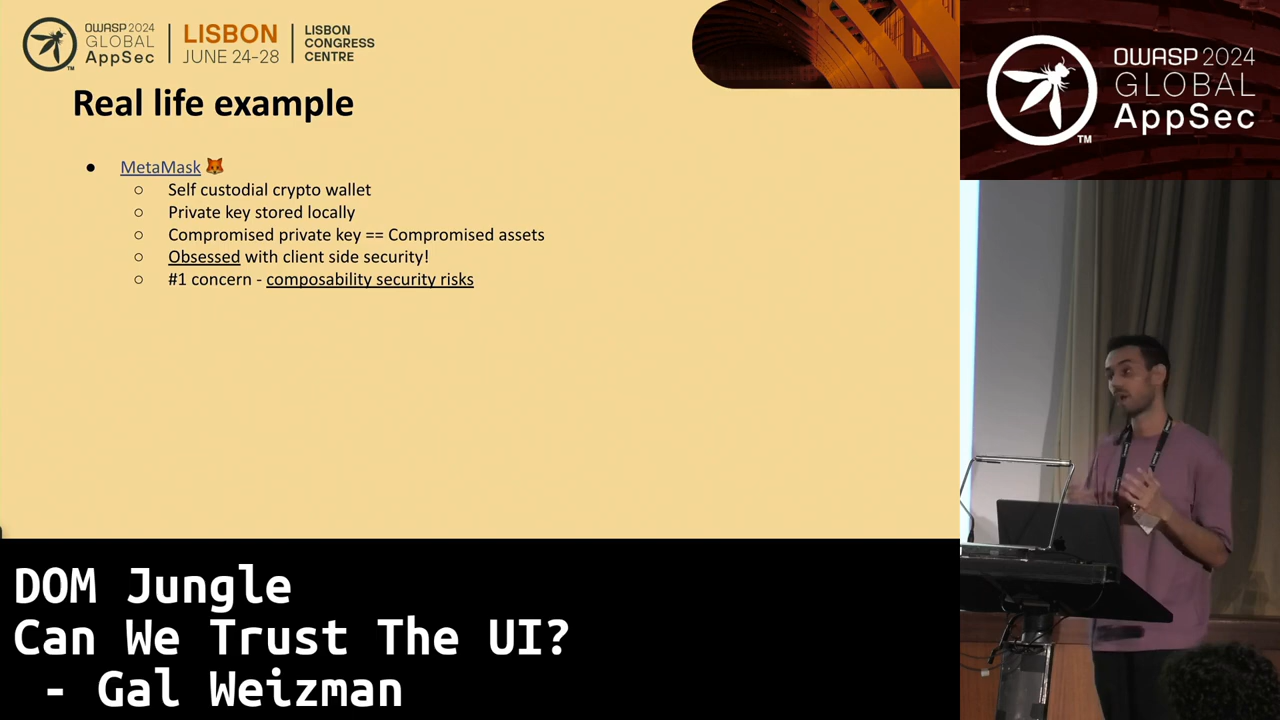 OWASP 2024
GLOBAL
AppSec
TM
LISBON
JUNE 24-28
LISBON
CONGRESS
CENTRE
Real life example
● MetaMask 🦊
○ Self custodial crypto wallet
○ Private key stored locally
○ Compromised private key == Compromised assets
○ Obsessed with client side security!
○ #1 concern - composability security risks
OWASP 2024
GLOBAL
AppSec
TM
DOM Jungle
Can We Trust The UI?
- Gal Weizman